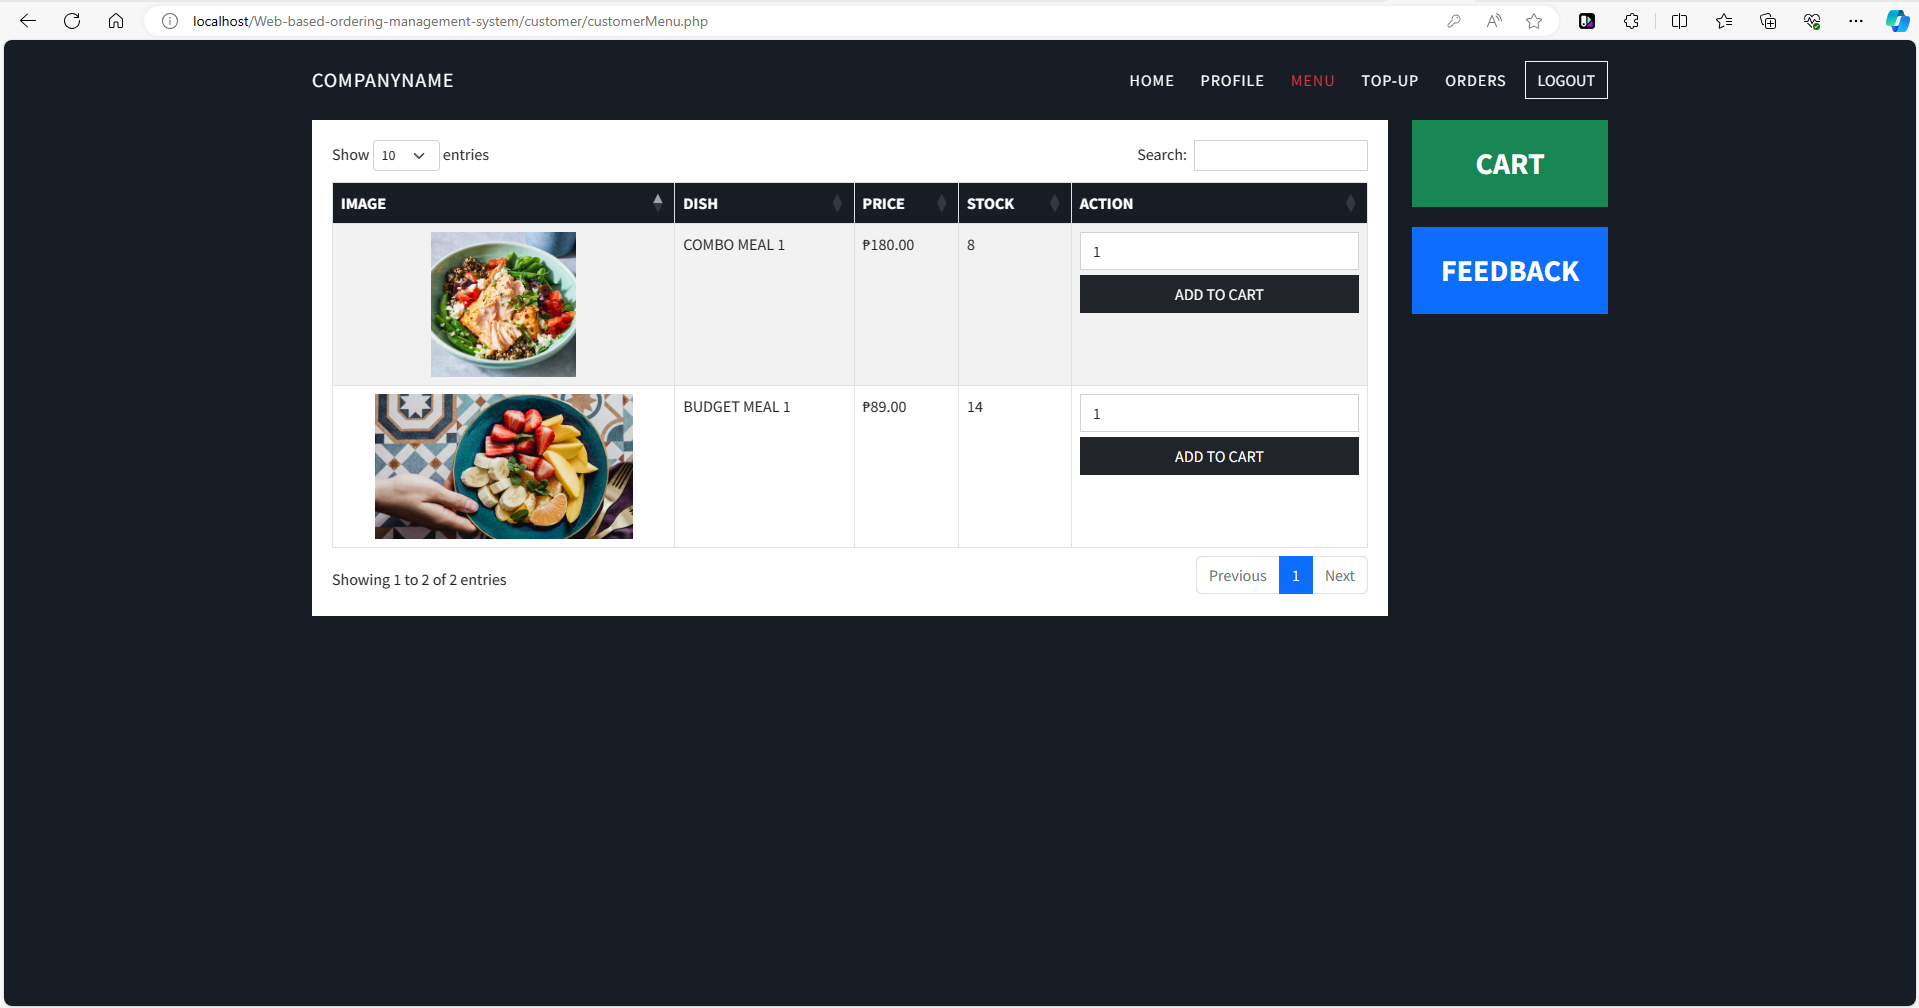 localhost/Web-based-ordering-management-system/customer/customerMenu.php
COMPANYNAME
HOME PROFILE MENU TOP-UP ORDERS LOGOUT
Show 10 entries
Search:
CART
IMAGE DISH PRICE STOCK ACTION
COMBO MEAL 1 ₱180.00 8 1
ADD TO CART
FEEDBACK
BUDGET MEAL 1 ₱89.00 14 1
ADD TO CART
Showing 1 to 2 of 2 entries
Previous 1 Next